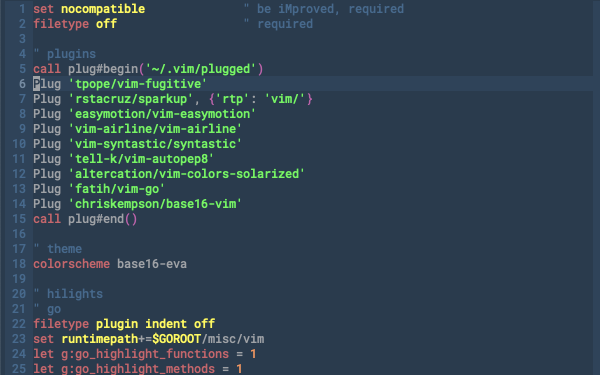 1 set nocompatible " be iMproved, required
2 filetype off " required
3
4 " plugins
5 call plug#begin('~/.vim/plugged')
6 Plug 'tpope/vim-fugitive'
7 Plug 'rstacruz/sparkup', {'rtp': 'vim/'}
8 Plug 'easymotion/vim-easymotion'
9 Plug 'vim-airline/vim-airline'
10 Plug 'vim-syntastic/syntastic'
11 Plug 'tell-k/vim-autopep8'
12 Plug 'altercation/vim-colors-solarized'
13 Plug 'fatih/vim-go'
14 Plug 'chriskempson/base16-vim'
15 call plug#end()
16
17 " theme
18 colorscheme base16-eva
19
20 " hilights
21 " go
22 filetype plugin indent off
23 set runtimepath+=$GOROOT/misc/vim
24 let g:go_highlight_functions = 1
25 let g:go_highlight_methods = 1